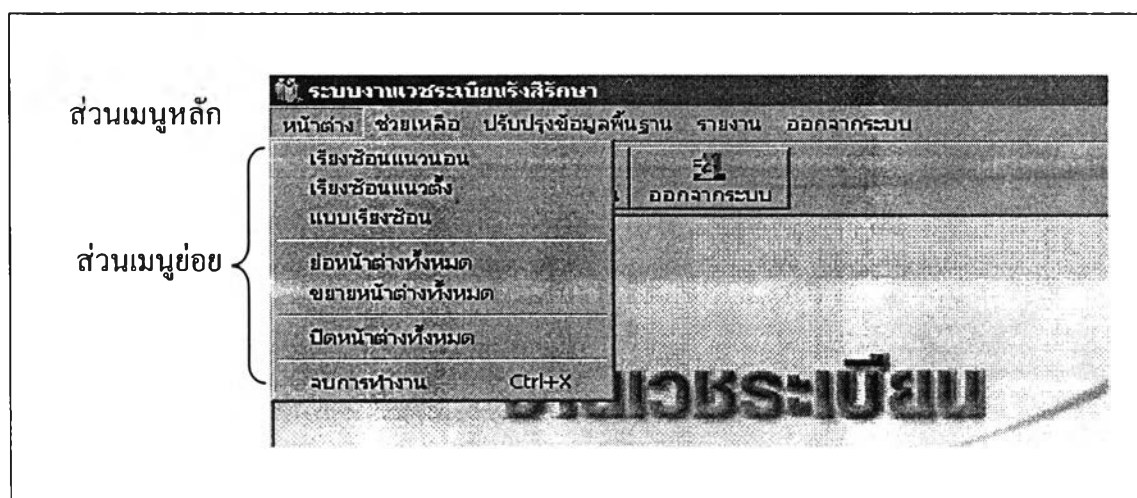 ระบบงานเวชระเบียนรังสีรักษา
ส่วนเมนูหลัก
หน้าต่าง ช่วยเหลือ ปรับปรุงข้อมูลพื้นฐาน รายงาน ออกจากระบบ
เรียงซ้อนแนวนอน
เรียงซ้อนแนวตั้ง
ออกจากระบบ
แบบเรียงซ้อน
ส่วนเมนูย่อย
ย่อหน้าต่างทั้งหมด
ขยายหน้าต่างทั้งหมด
ปิดหน้าต่างทั้งหมด
จบการทำงาน Ctrl+X
งานเวชระเบียน